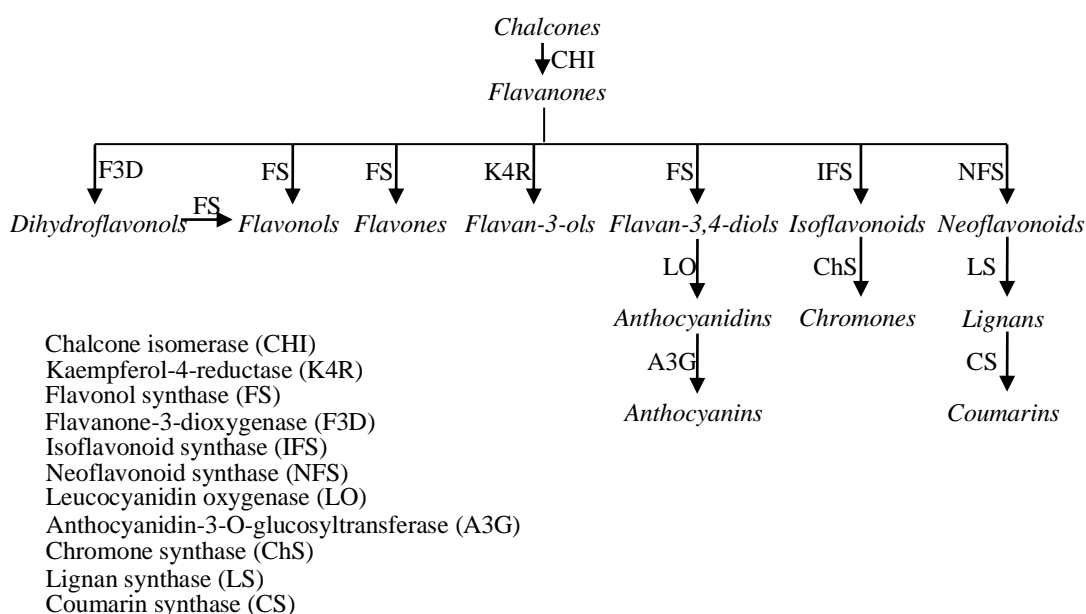 Chalcones
CHI
Flavanones
F3D FS FS K4R FS IFS NFS
FS
Dihydroflavonols Flavonols Flavones Flavan-3-ols Flavan-3,4-diols Isoflavonoids Neoflavonoids
LO ChS LS
Anthocyanidins Chromones Lignans
A3G CS
Anthocyanins Coumarins
Chalcone isomerase (CHI)
Kaempferol-4-reductase (K4R)
Flavonol synthase (FS)
Flavanone-3-dioxygenase (F3D)
Isoflavonoid synthase (IFS)
Neoflavonoid synthase (NFS)
Leucocyanidin oxygenase (LO)
Anthocyanidin-3-O-glucosyltransferase (A3G)
Chromone synthase (ChS)
Lignan synthase (LS)
Coumarin synthase (CS)